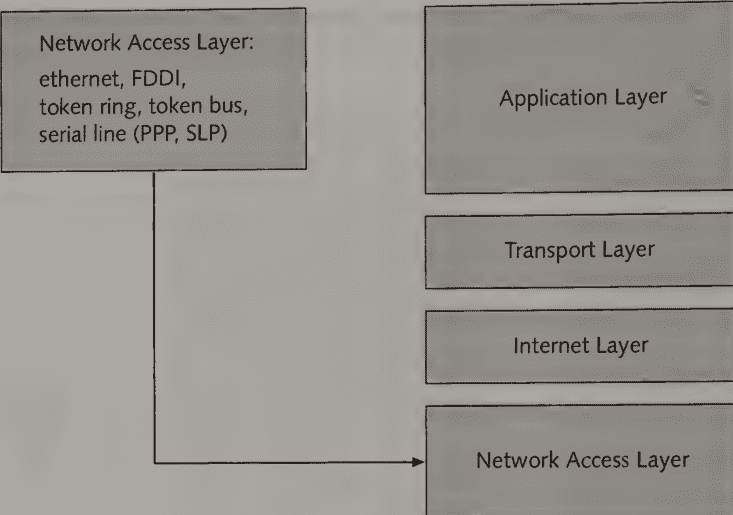 Network Access Layer:
ethernet, FDDI,
token ring, token bus,
serial line (PPP, SLP)
Application Layer
Transport Layer
Internet Layer
Network Access Layer